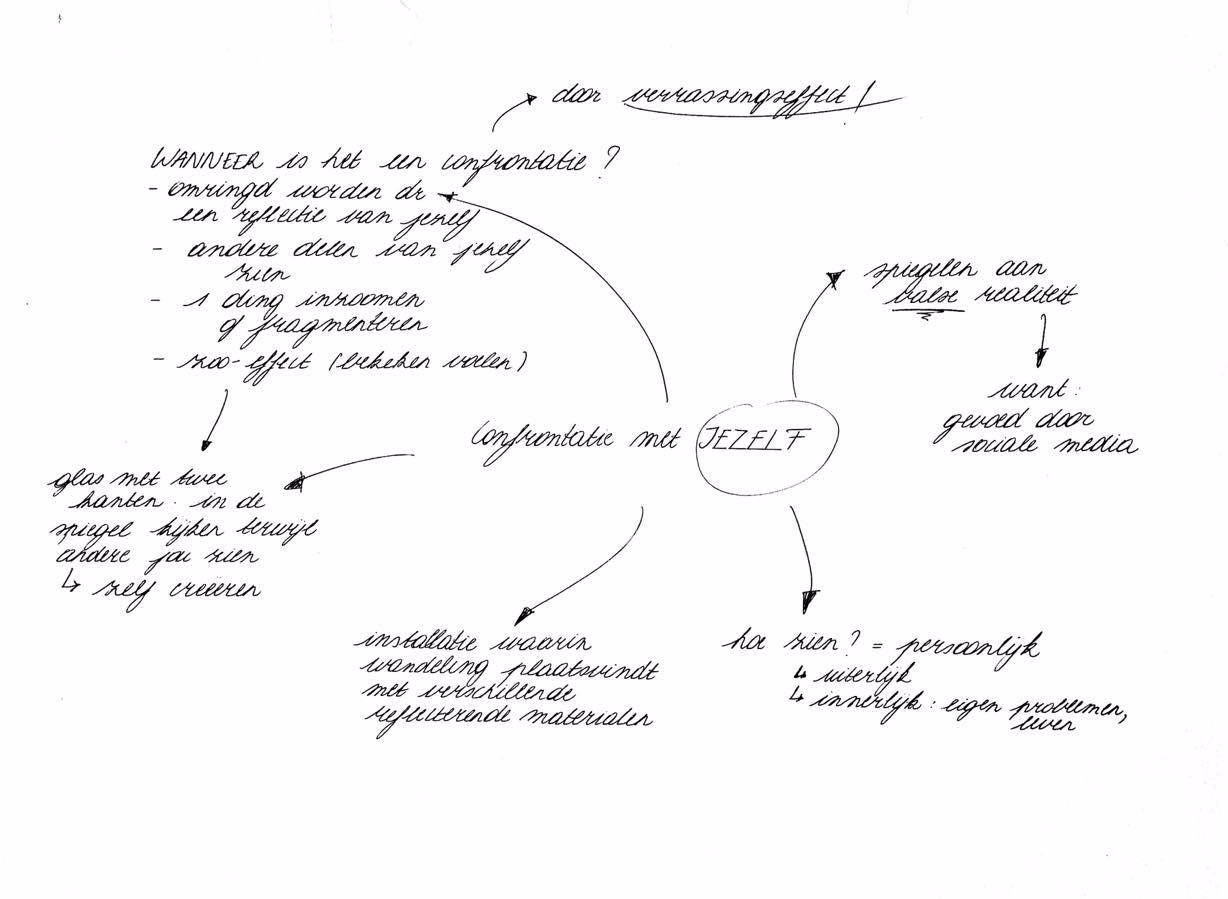 door verrassingseffect!
WANNEER is het een confrontatie?
- omringd worden dr
een reflectie van jezelf
- andere delen van jezelf
zien
- 1 ding inzoomen
of fragmenteren
- zoo-effect (bekeken voelen)
spiegelen aan
valse realiteit
want:
gevoed door
sociale media
confrontatie met JEZELF
glas met twee
kanten. in de
spiegel kijken terwijl
andere jou zien
↳ zelf creëren
installatie waarin
wandeling plaatsvindt
met verschillende
reflecterende materialen
hoe zien? = persoonlijk
↳ uiterlijk
↳ innerlijk: eigen problemen,
leven